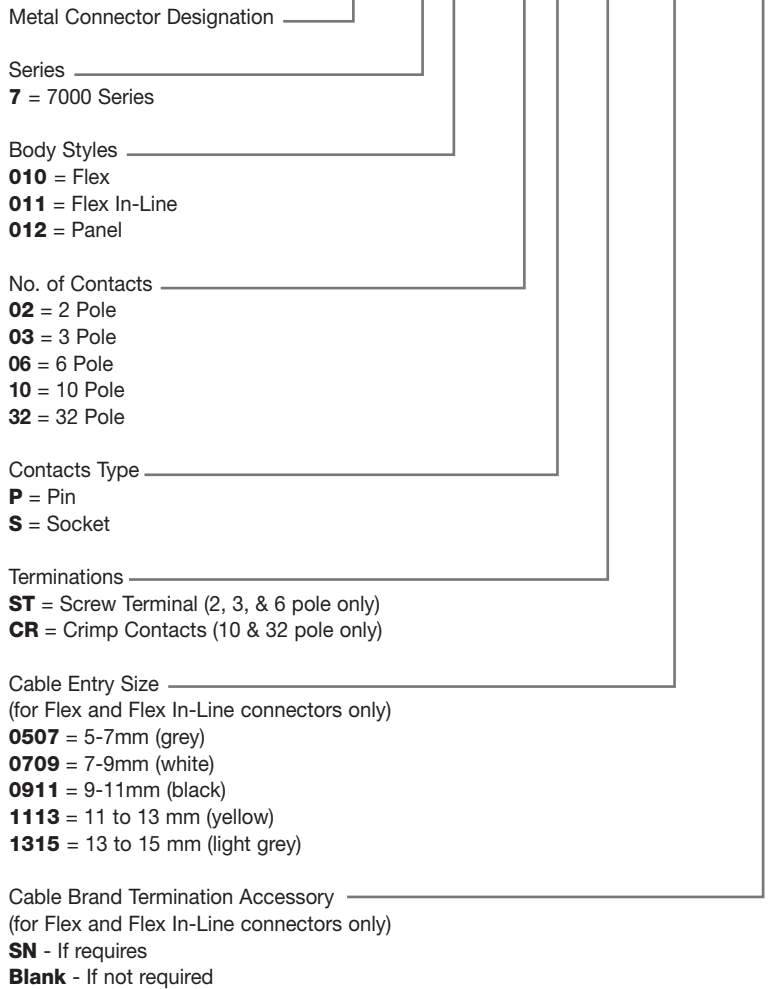 Metal Connector Designation
Series
7 = 7000 Series
Body Styles
010 = Flex
011 = Flex In-Line
012 = Panel
No. of Contacts
02 = 2 Pole
03 = 3 Pole
06 = 6 Pole
10 = 10 Pole
32 = 32 Pole
Contacts Type
P = Pin
S = Socket
Terminations
ST = Screw Terminal (2, 3, & 6 pole only)
CR = Crimp Contacts (10 & 32 pole only)
Cable Entry Size
(for Flex and Flex In-Line connectors only)
0507 = 5-7mm (grey)
0709 = 7-9mm (white)
0911 = 9-11mm (black)
1113 = 11 to 13 mm (yellow)
1315 = 13 to 15 mm (light grey)
Cable Brand Termination Accessory
(for Flex and Flex In-Line connectors only)
SN - If requires
Blank - If not required